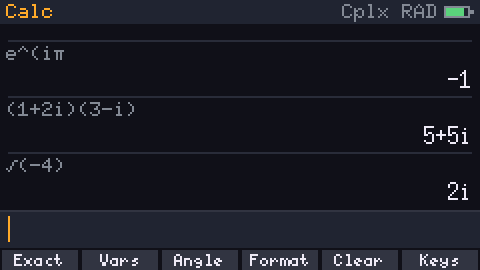 Calc Cplx RAD
e^(iπ
-1
(1+2i)(3-i)
5+5i
√(-4)
2i
Exact Vars Angle Format Clear Keys